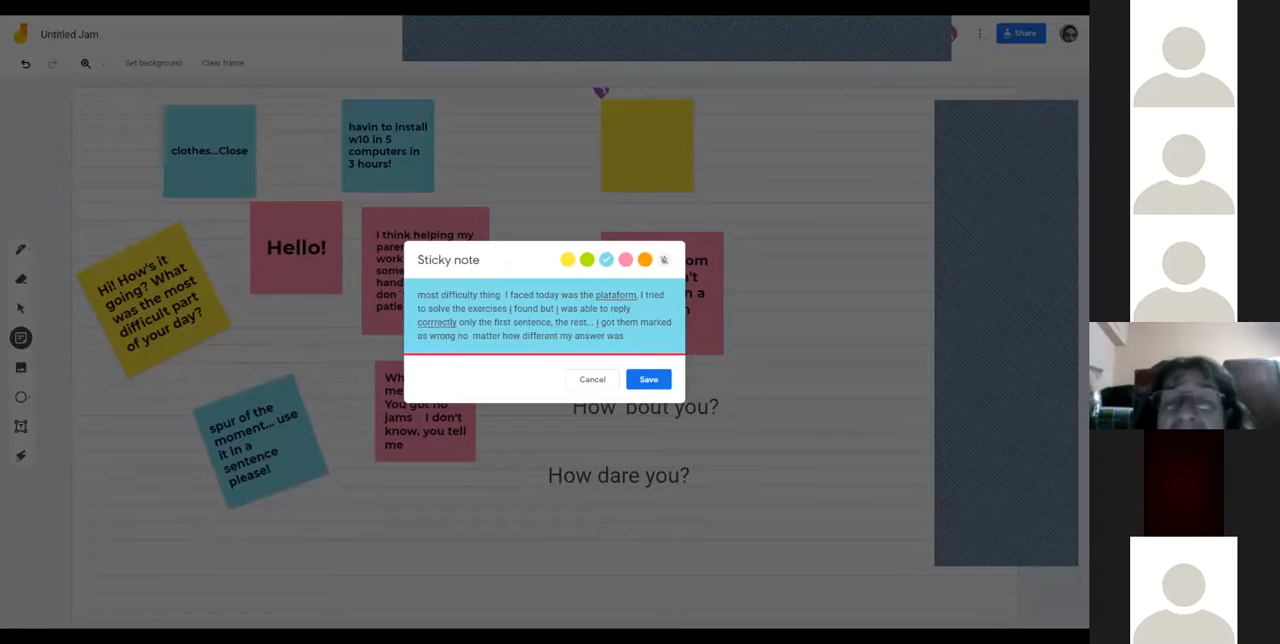 Untitled Jam
Share
Set background
Clear frame
clothes...Close
havin to install
w10 in 5
computers in
3 hours!
Hi! How's it
going? What
was the most
difficult part
of your day?
Hello!
I think helping my
Sticky note
most difficulty thing I faced today was the plataform, I tried
to solve the exercises i found but i was able to reply
corrrectly only the first sentence, the rest... i got them marked
as wrong no matter how different my answer was
Cancel
Save
spur of the
moment... use
it in a
sentence
please!
me
You got no
jams I don't
know, you tell
me
How 'bout you?
How dare you?